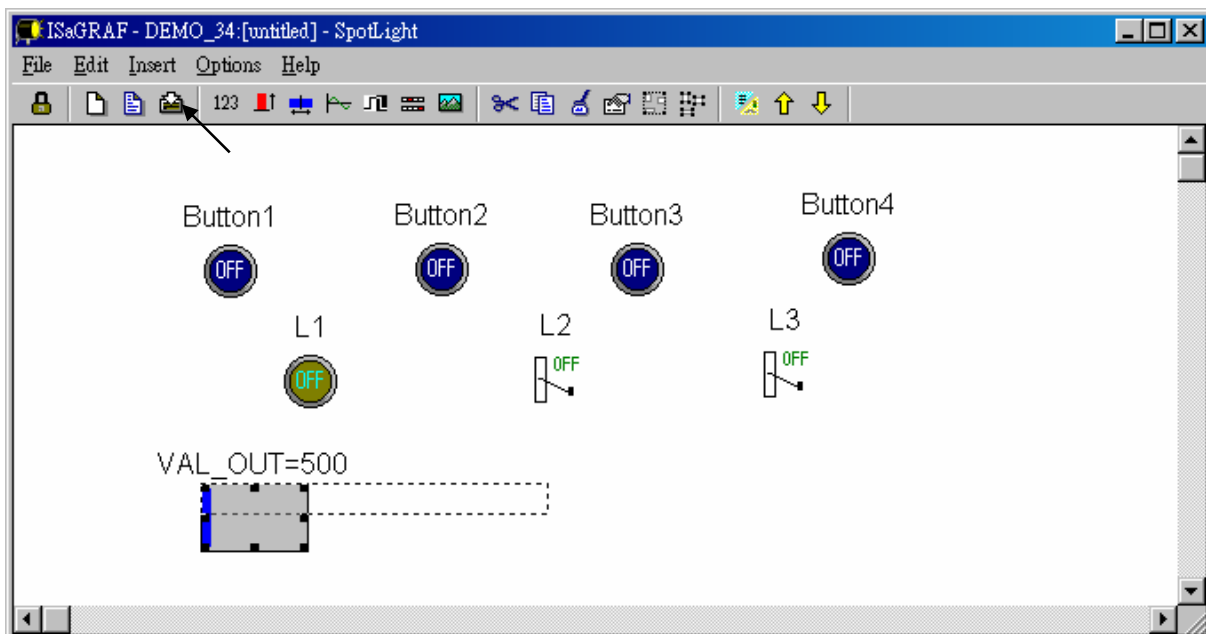 ISaGRAF - DEMO_34:[untitled] - SpotLight
File Edit Insert Options Help
123
Button1 Button2 Button3 Button4
OFF OFF OFF OFF
L1 L2 L3
OFF OFF OFF
VAL_OUT=500